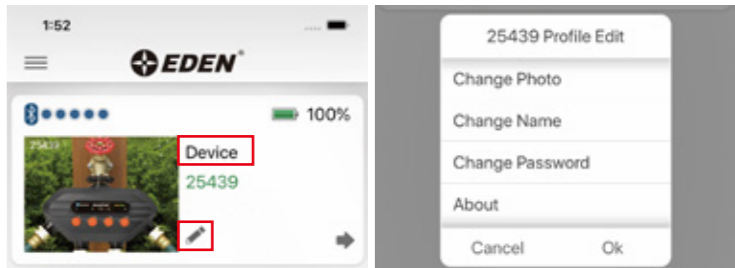 1:52
EDEN®
100%
25439
Device
25439
25439 Profile Edit
Change Photo
Change Name
Change Password
About
Cancel Ok